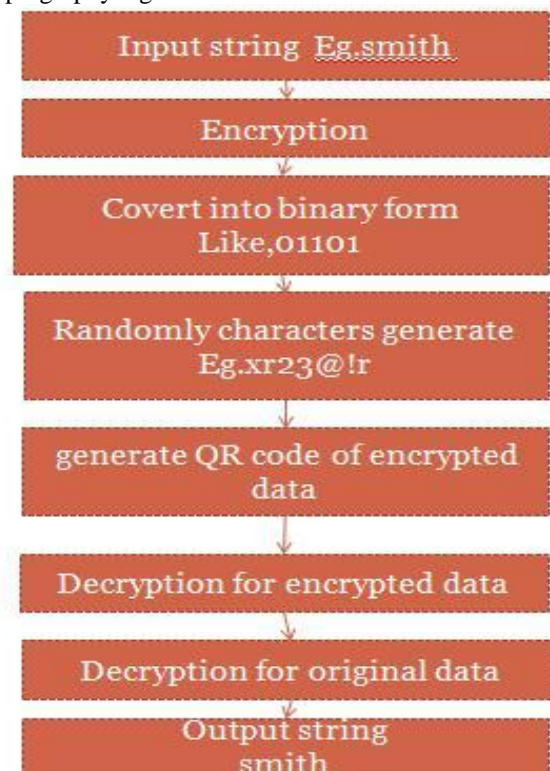 Input string Eg.smith
Encryption
Covert into binary form
Like,01101
Randomly characters generate
Eg.xr23@!r
generate QR code of encrypted
data
Decryption for encrypted data
Decryption for original data
Output string
smith